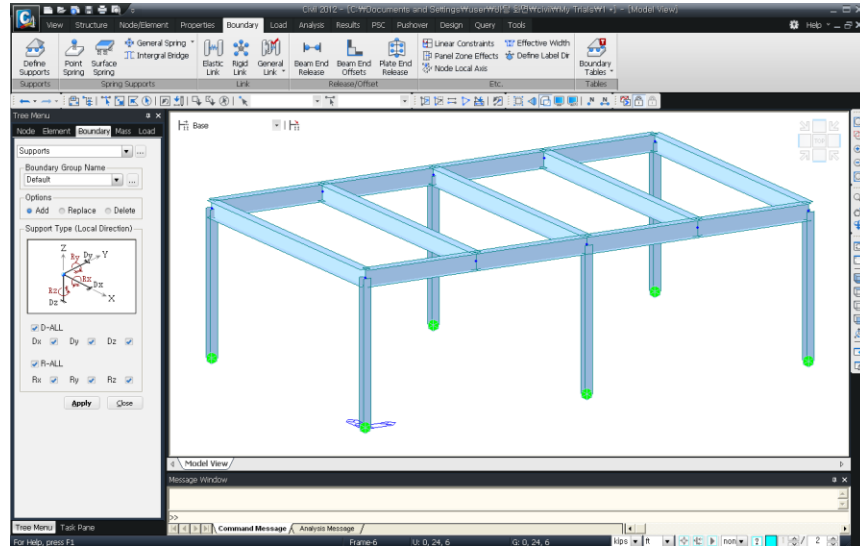 Civil 2012 - [C:₩Documents and Settings₩user₩바탕 화면₩civil₩My Trials₩1 *] - [Model View]
View Structure Node/Element Properties Boundary Load Analysis Results PSC Pushover Design Query Tools Help
Define Supports
Point Spring
Surface Spring
General Spring
Intergral Bridge
Elastic Link
Rigid Link
General Link
Beam End Release
Beam End Offsets
Plate End Release
Linear Constraints
Panel Zone Effects
Node Local Axis
Effective Width
Define Label Dir
Boundary Tables
Supports Spring Supports Link Release/Offset Etc. Tables
Tree Menu
Node Element Boundary Mass Load
Base
TOP
Supports
Boundary Group Name
Default
Options
Add Replace Delete
Support Type (Local Direction)
Z
Ry Dy Y
Rx
Rz Dx
Dz X
D-ALL
Dx Dy Dz
R-ALL
Rx Ry Rz
Apply Close
Model View
Message Window
>>
Tree Menu Task Pane
Command Message Analysis Message
For Help, press F1
Frame-6 U: 0, 24, 6 G: 0, 24, 6 kips ft non 1 / 2